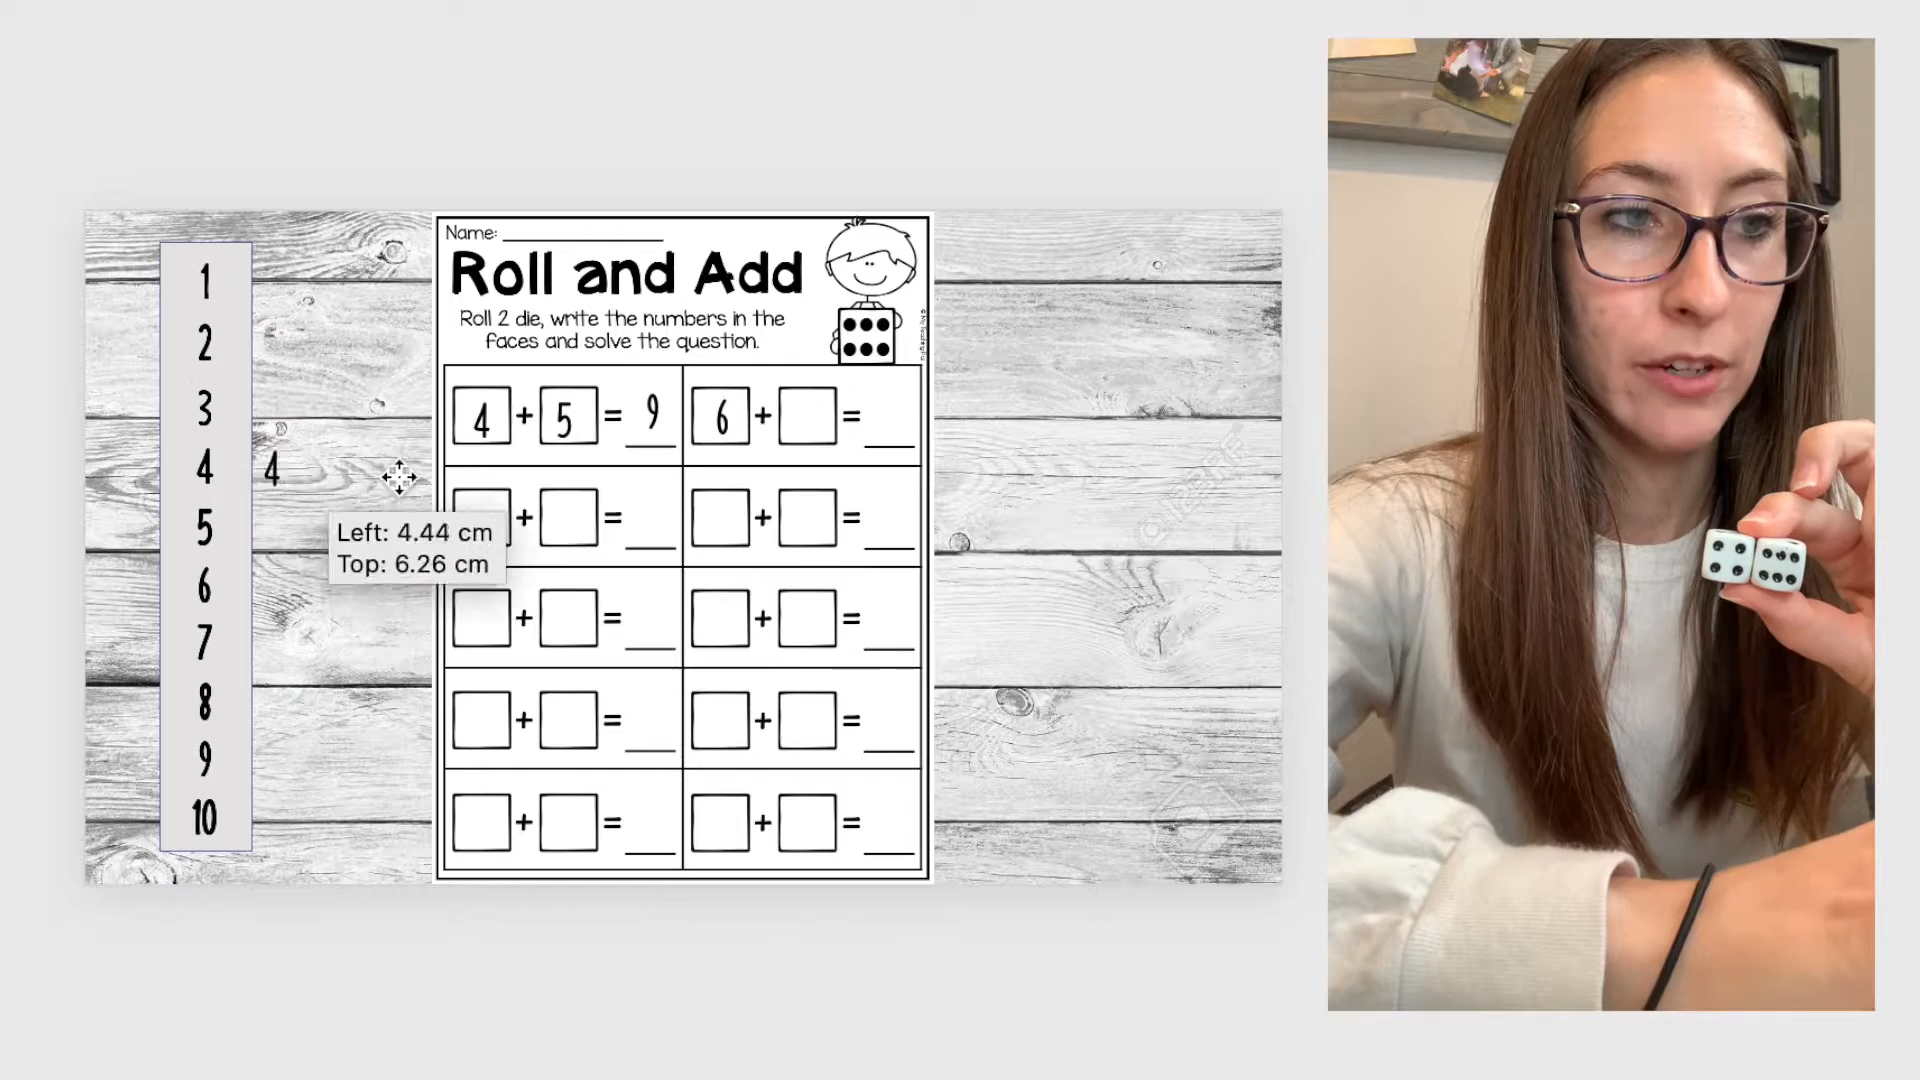 1
2
3
4
5
6
7
8
9
10
4
Left: 4.44 cm
Top: 6.26 cm
Name:
Roll and Add
Roll 2 die, write the numbers in the
faces and solve the question.
4 + 5 = 9
6 + =
+ =
+ =
+ =
+ =
+ =
+ =
+ =
+ =